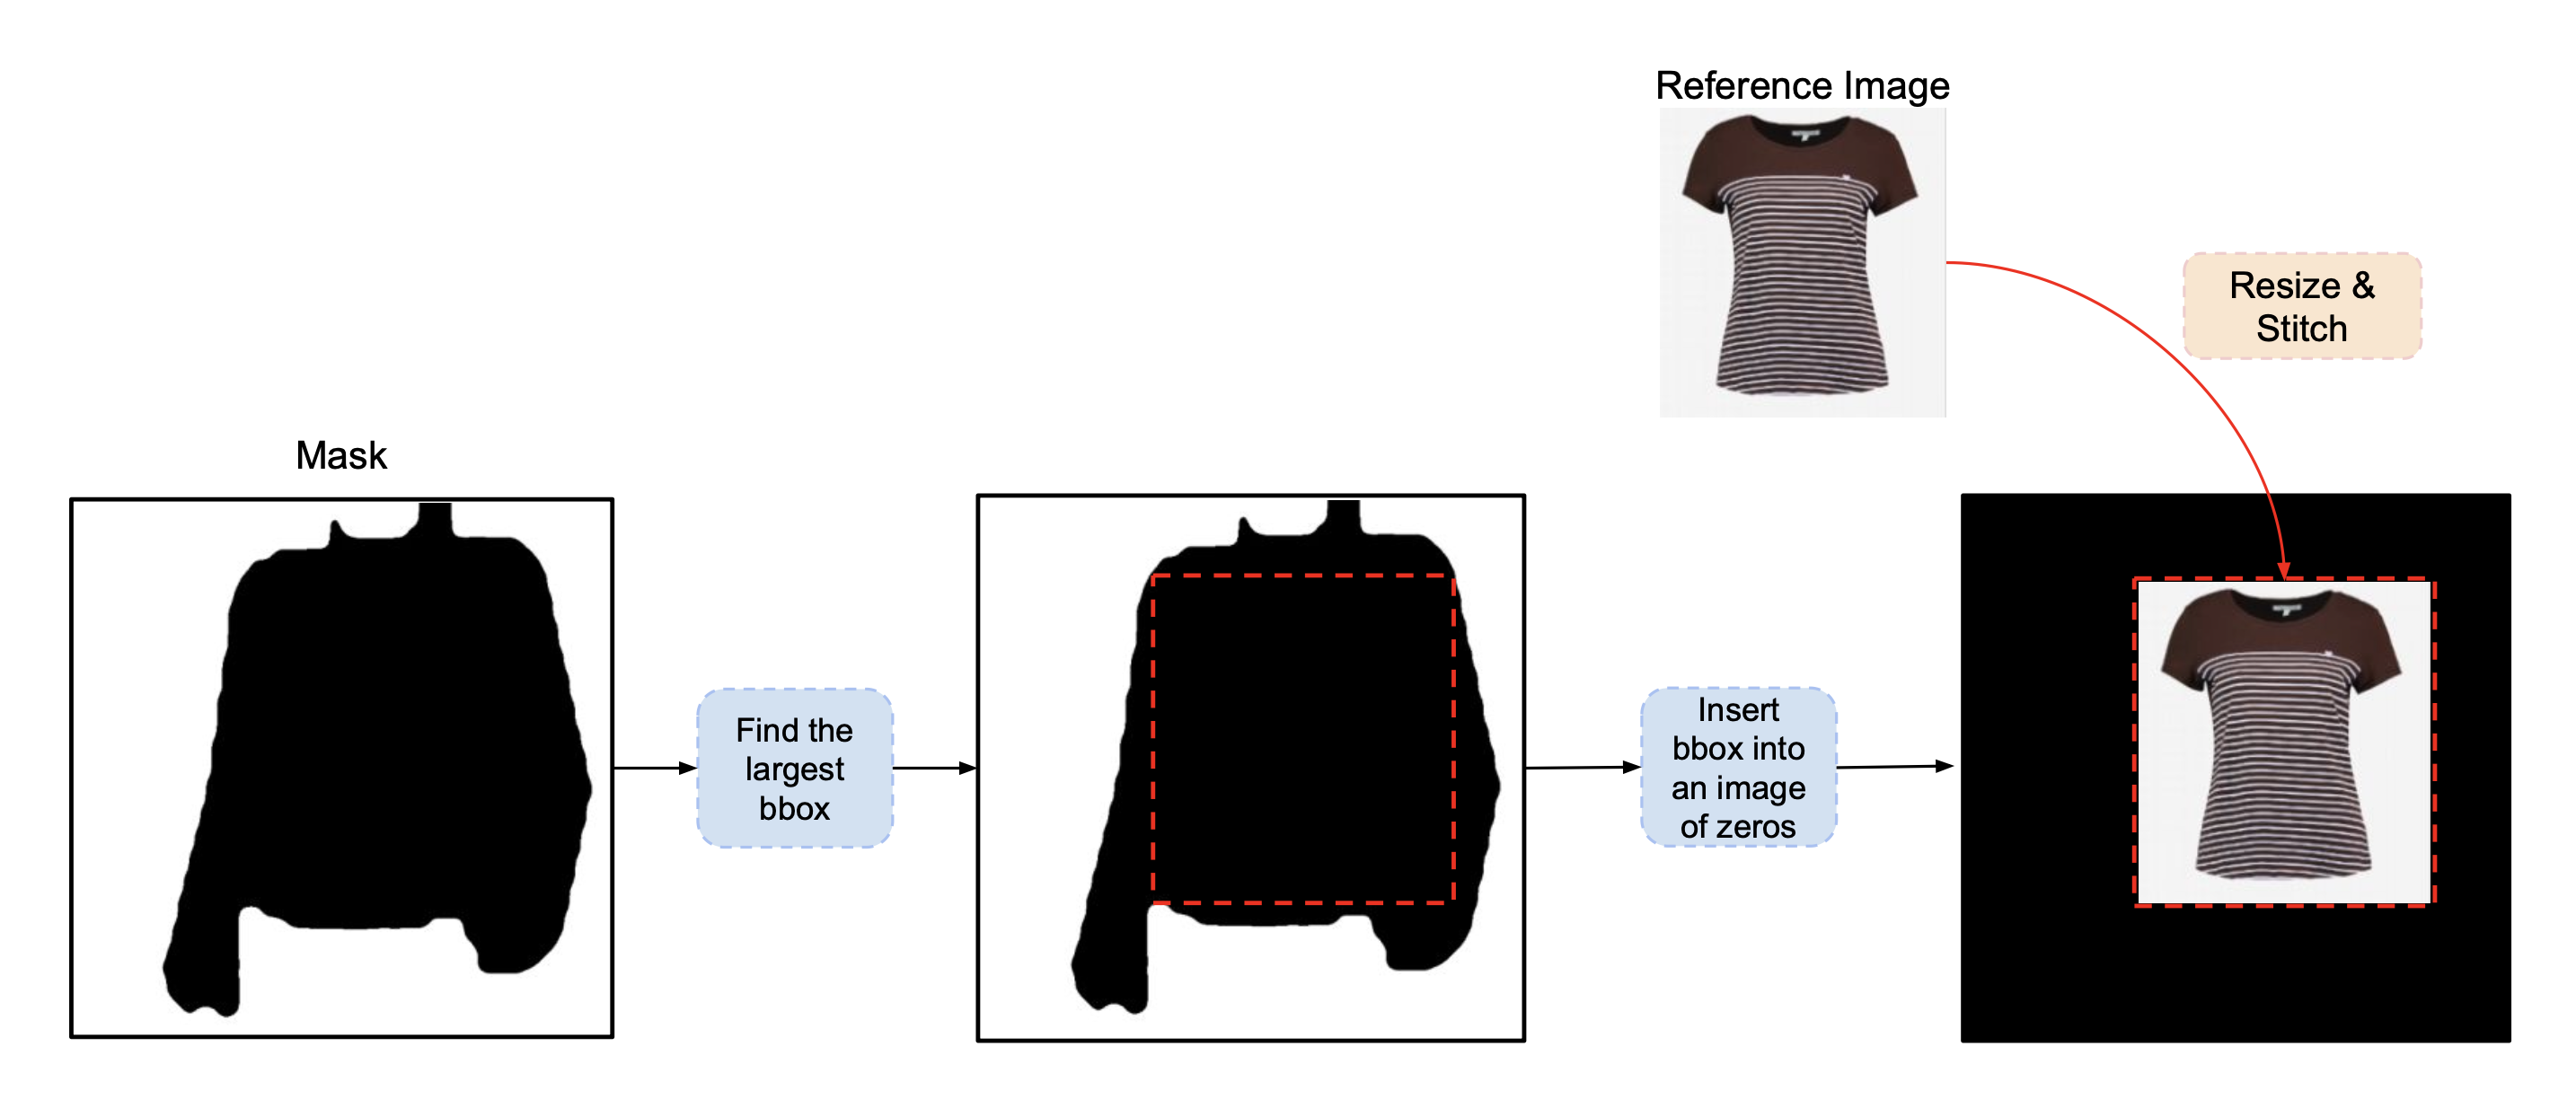 Reference Image
Resize &
Stitch
Mask
Find the
largest
bbox
Insert
bbox into
an image
of zeros